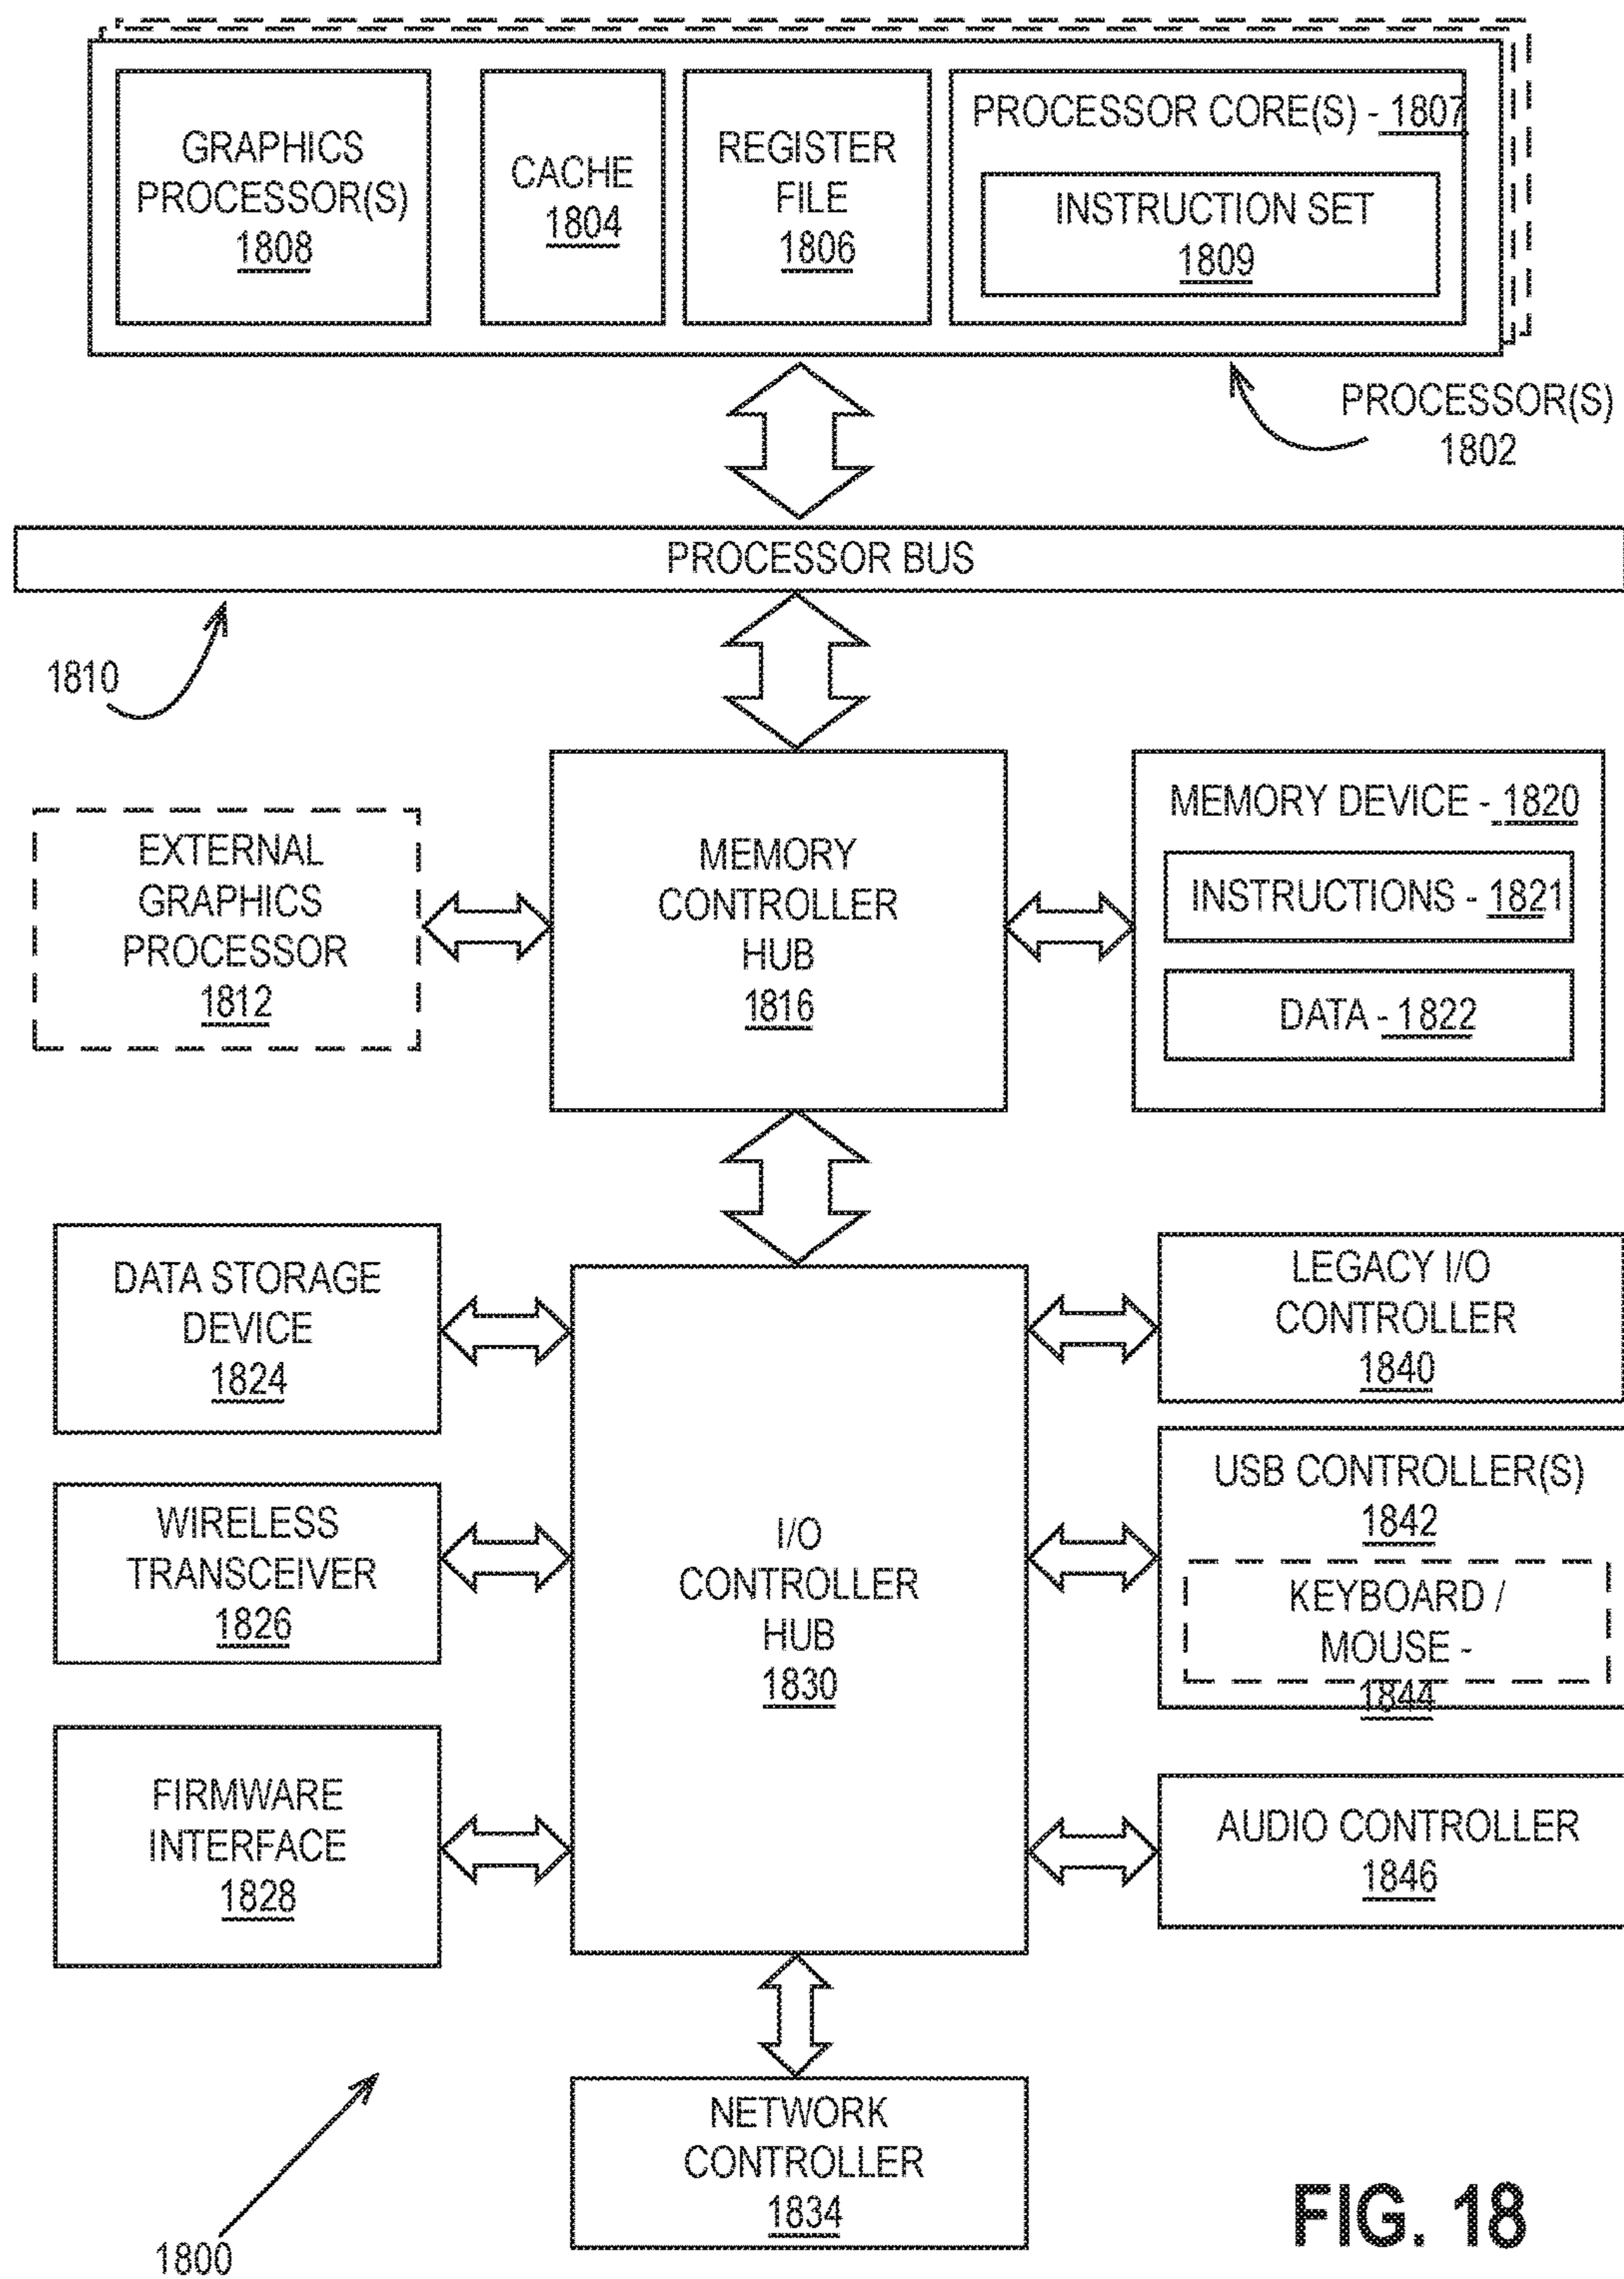 GRAPHICS
PROCESSOR(S)
1808
CACHE
1804
REGISTER
FILE
1806
PROCESSOR CORE(S) - 1807
INSTRUCTION SET
1809
PROCESSOR(S)
1802
PROCESSOR BUS
1810
EXTERNAL
GRAPHICS
PROCESSOR
1812
MEMORY
CONTROLLER
HUB
1816
MEMORY DEVICE - 1820
INSTRUCTIONS - 1821
DATA - 1822
DATA STORAGE
DEVICE
1824
WIRELESS
TRANSCEIVER
1826
FIRMWARE
INTERFACE
1828
I/O
CONTROLLER
HUB
1830
LEGACY I/O
CONTROLLER
1840
USB CONTROLLER(S)
1842
KEYBOARD /
MOUSE -
1844
AUDIO CONTROLLER
1846
NETWORK
CONTROLLER
1834
1800
FIG. 18